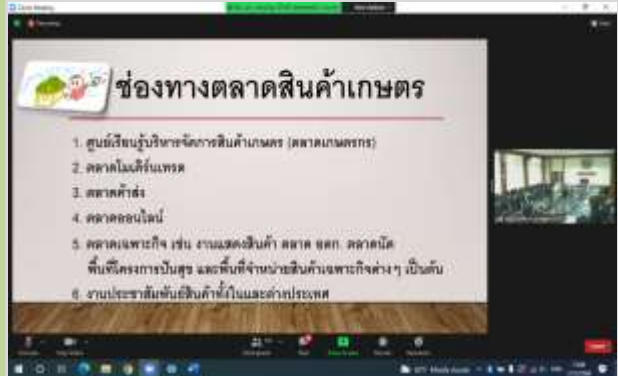 ช่องทางตลาดสินค้าเกษตร
1. ศูนย์เรียนรู้บริหารจัดการสินค้าเกษตร (ตลาดเกษตรกร)
2. ตลาดโมเดิร์นเทรด
3. ตลาดค้าส่ง
4. ตลาดออนไลน์
5. ตลาดเฉพาะกิจ เช่น งานแสดงสินค้า ตลาด อตก. ตลาดนัด
พื้นที่โครงการปันสุข และพื้นที่จำหน่ายสินค้าเฉพาะกิจต่างๆ เป็นต้น
6. งานประชาสัมพันธ์สินค้าทั้งในและต่างประเทศ